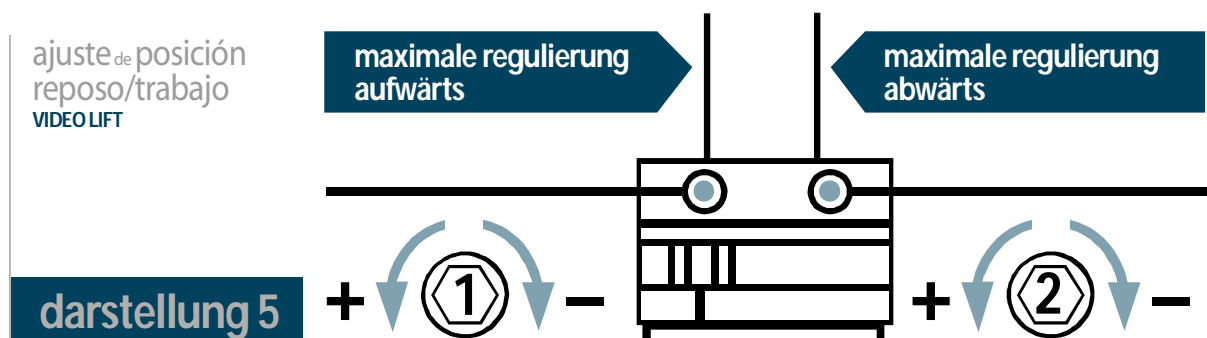 ajuste de posición
reposo/trabajo
VIDEO LIFT
maximale regulierung
aufwärts
maximale regulierung
abwärts
+ 1 − + 2 −
darstellung 5